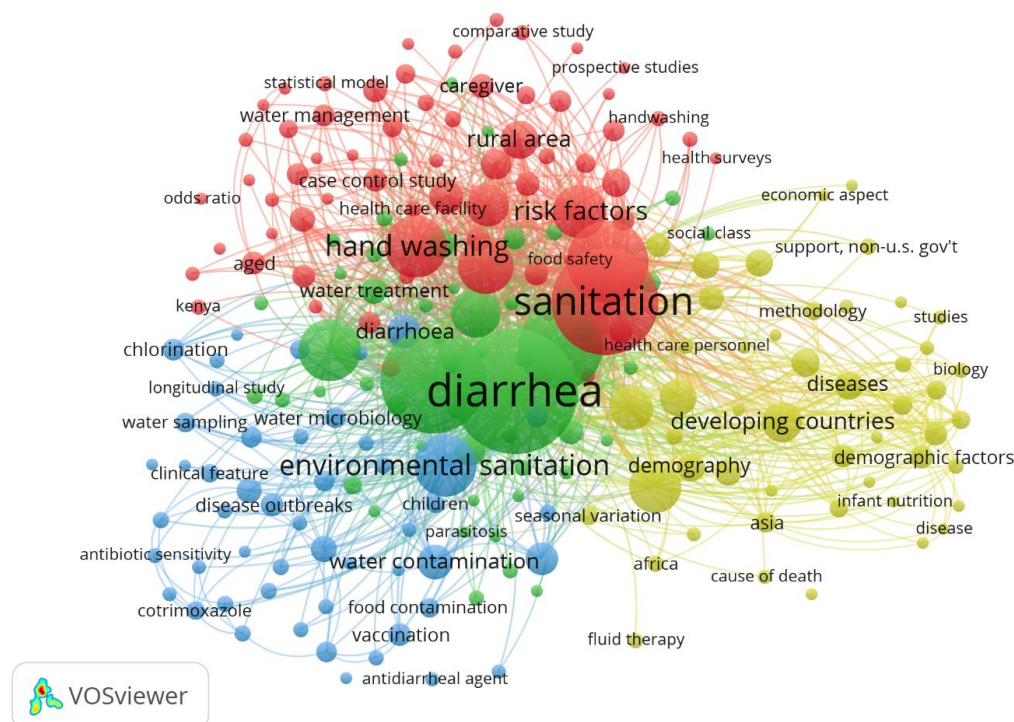 comparative study
prospective studies
statistical model
caregiver
water management
handwashing
rural area
health surveys
case control study
economic aspect
odds ratio
health care facility
risk factors
social class
hand washing
support, non-u.s. gov't
food safety
aged
water treatment
sanitation
kenya
methodology
studies
diarrhoea
health care personnel
chlorination
biology
longitudinal study
diarrhea
diseases
water sampling
water microbiology
developing countries
clinical feature
environmental sanitation
demography
demographic factors
disease outbreaks
children
infant nutrition
seasonal variation
asia
disease
parasitosis
antibiotic sensitivity
water contamination
africa
cause of death
cotrimoxazole
food contamination
vaccination
fluid therapy
antidiarrheal agent
VOSviewer